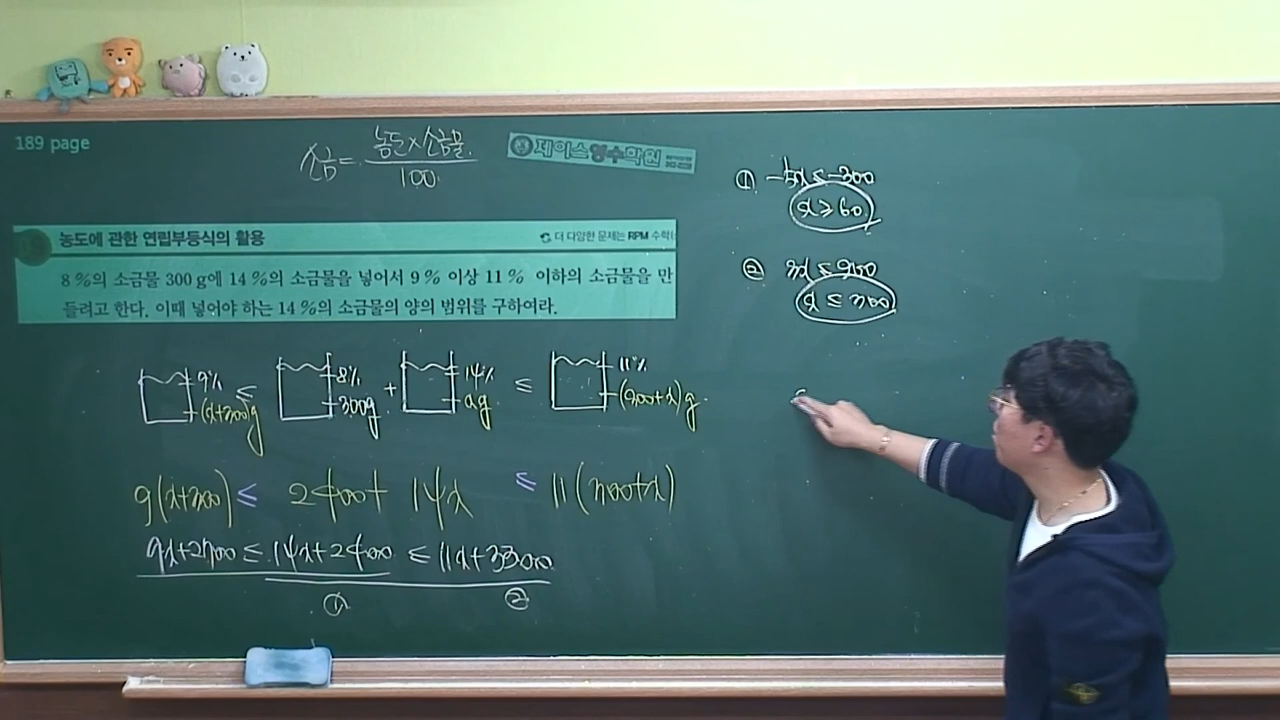 189 page
소금 = 농도×소금물 / 100
제이스영수학원
농도에 관한 연립부등식의 활용
더 다양한 문제는 RPM 수학
8 %의 소금물 300 g에 14 %의 소금물을 넣어서 9 % 이상 11 % 이하의 소금물을 만
들려고 한다. 이때 넣어야 하는 14 %의 소금물의 양의 범위를 구하여라.
9% ≤ 8% + 14% ≤ 11%
(x+300)g 300g xg (300+x)g
9(x+300) ≤ 2400+ 14x ≤ 11(300+x)
9x+2700 ≤ 14x+2400 ≤ 11x+3300
① ②
① -5x ≤ -300
x ≥ 60
② 3x ≤ 900
x ≤ 300